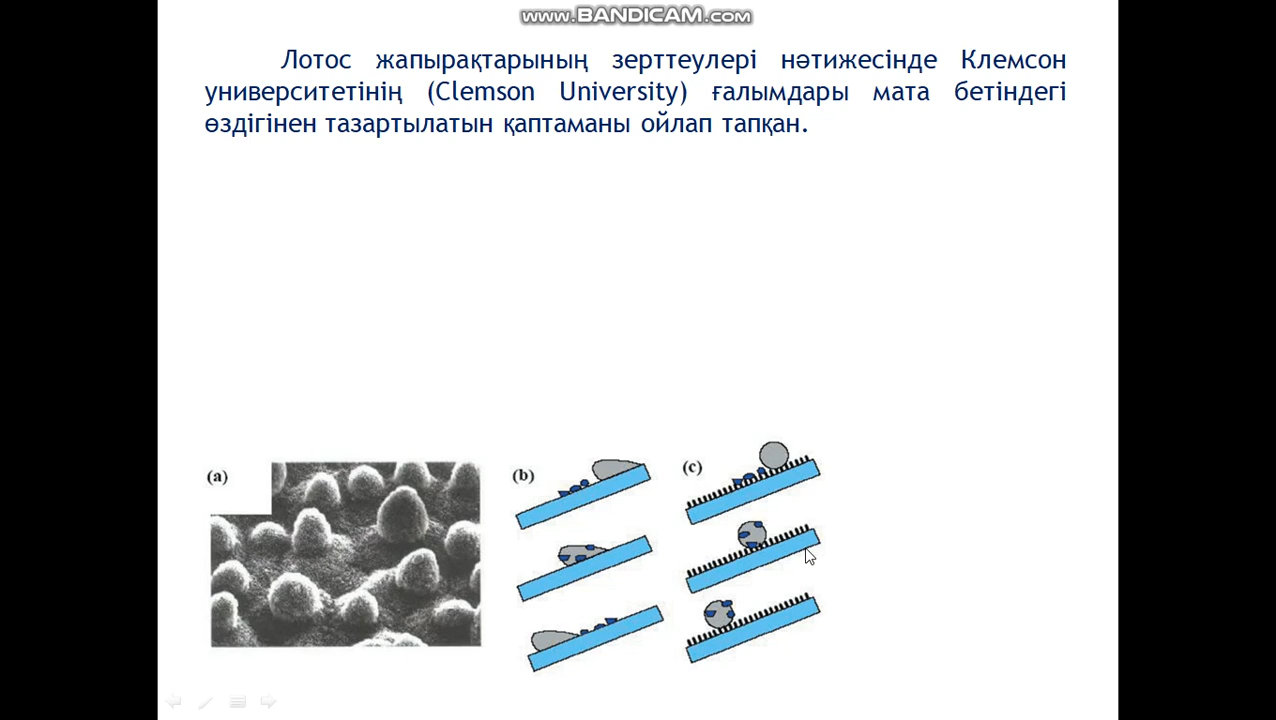 www.BANDICAM.com
Лотос жапырақтарының зерттеулері нәтижесінде Клемсон
университетінің (Clemson University) ғалымдары мата бетіндегі
өздігінен тазартылатын қаптаманы ойлап тапқан.
(a) (b) (c)